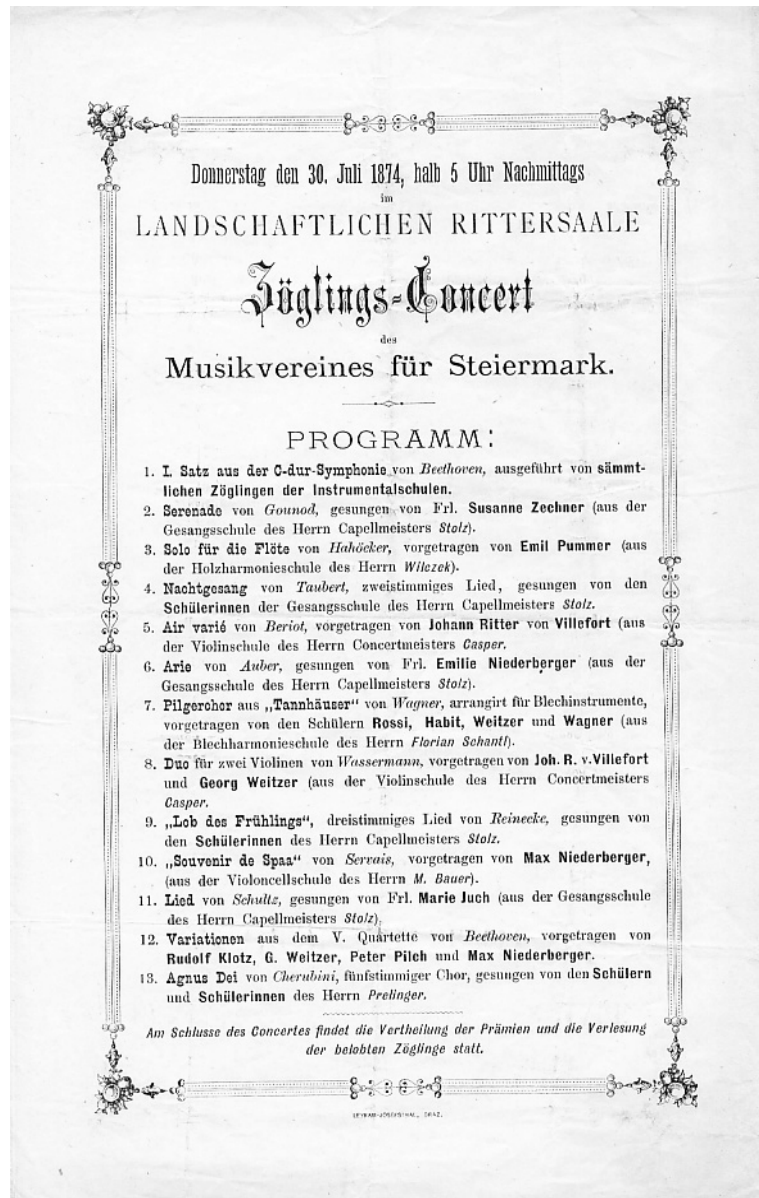 Donnerstag den 30. Juli 1874, halb 5 Uhr Nachmittags
im
LANDSCHAFTLICHEN RITTERSAALE
Zöglings-Concert
des
Musikvereines für Steiermark.
PROGRAMM:
1. I. Satz aus der C-dur-Symphonie von Beethoven, ausgeführt von sämmt-
lichen Zöglingen der Instrumentalschulen.
2. Serenade von Gounod, gesungen von Frl. Susanne Zechner (aus der
Gesangsschule des Herrn Capellmeisters Stolz).
3. Solo für die Flöte von Haböcker, vorgetragen von Emil Pummer (aus
der Holzharmonieschule des Herrn Wilczek).
4. Nachtgesang von Taubert, zweistimmiges Lied, gesungen von den
Schülerinnen der Gesangsschule des Herrn Capellmeisters Stolz.
5. Air varié von Beriot, vorgetragen von Johann Ritter von Villefort (aus
der Violinschule des Herrn Concertmeisters Casper.
6. Arie von Auber, gesungen von Frl. Emilie Niederberger (aus der
Gesangsschule des Herrn Capellmeisters Stolz).
7. Pilgerchor aus „Tannhäuser“ von Wagner, arrangirt für Blechinstrumente,
vorgetragen von den Schülern Rossi, Habit, Weitzer und Wagner (aus
der Blechharmonieschule des Herrn Florian Schantl).
8. Duo für zwei Violinen von Wassermann, vorgetragen von Joh. R. v. Villefort
und Georg Weitzer (aus der Violinschule des Herrn Concertmeisters
Casper.
9. „Lob des Frühlings“, dreistimmiges Lied von Reinecke, gesungen von
den Schülerinnen des Herrn Capellmeisters Stolz.
10. „Souvenir de Spaa“ von Servais, vorgetragen von Max Niederberger,
(aus der Violoncellschule des Herrn M. Bauer).
11. Lied von Schultz, gesungen von Frl. Marie Juch (aus der Gesangsschule
des Herrn Capellmeisters Stolz).
12. Variationen aus dem V. Quartette von Beethoven, vorgetragen von
Rudolf Klotz, G. Weitzer, Peter Pilch und Max Niederberger.
13. Agnus Dei von Cherubini, fünfstimmiger Chor, gesungen von den Schülern
und Schülerinnen des Herrn Prelinger.
Am Schlusse des Concertes findet die Vertheilung der Prämien und die Verlesung
der belobten Zöglinge statt.
LEYKAM-JOSEFSTHAL, GRAZ.